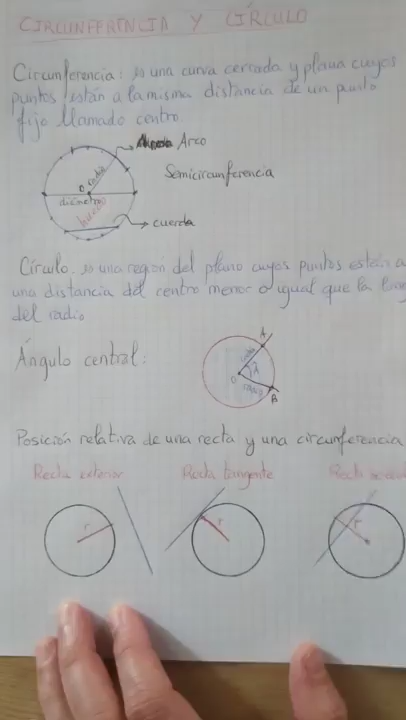 CIRCUNFERENCIA Y CÍRCULO
Circunferencia: es una curva cerrada y plana cuyos
puntos están a la misma distancia de un punto
fijo llamado centro.
Arco
Semicircunferencia
radio
O
diámetro
hueco
cuerda
Círculo. es una región del plano cuyos puntos están a
una distancia del centro menor o igual que la
del radio
Ángulo central:
A
radio
O
radio
B
Posición relativa de una recta y una circunferencia
Recta exterior Recta tangente Recta
r r r